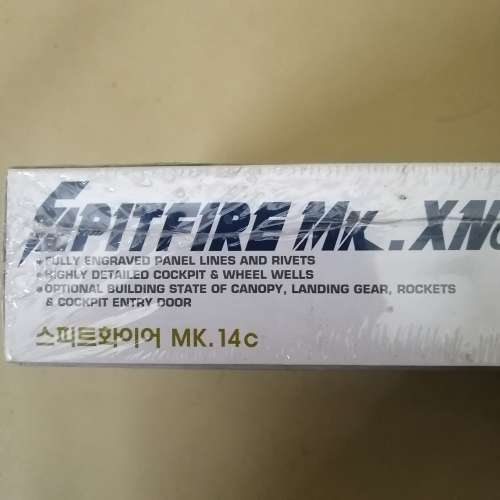 SPITFIRE MK. XIVc
•FULLY ENGRAVED PANEL LINES AND RIVETS
•HIGHLY DETAILED COCKPIT & WHEEL WELLS
•OPTIONAL BUILDING STATE OF CANOPY, LANDING GEAR, ROCKETS
& COCKPIT ENTRY DOOR
스피트화이어 MK.14c